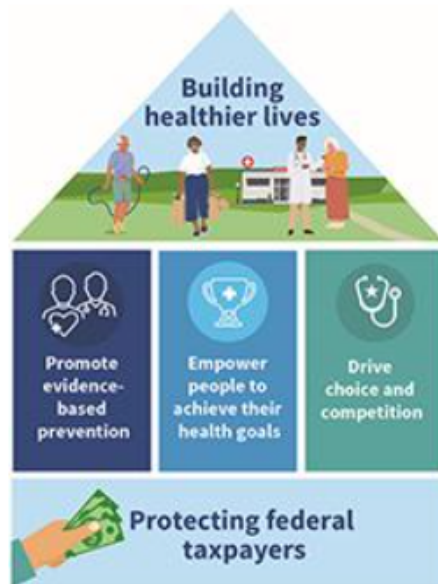 Building
healthier lives
Promote
evidence-
based
prevention
Empower
people to
achieve their
health goals
Drive
choice and
competition
Protecting federal
taxpayers